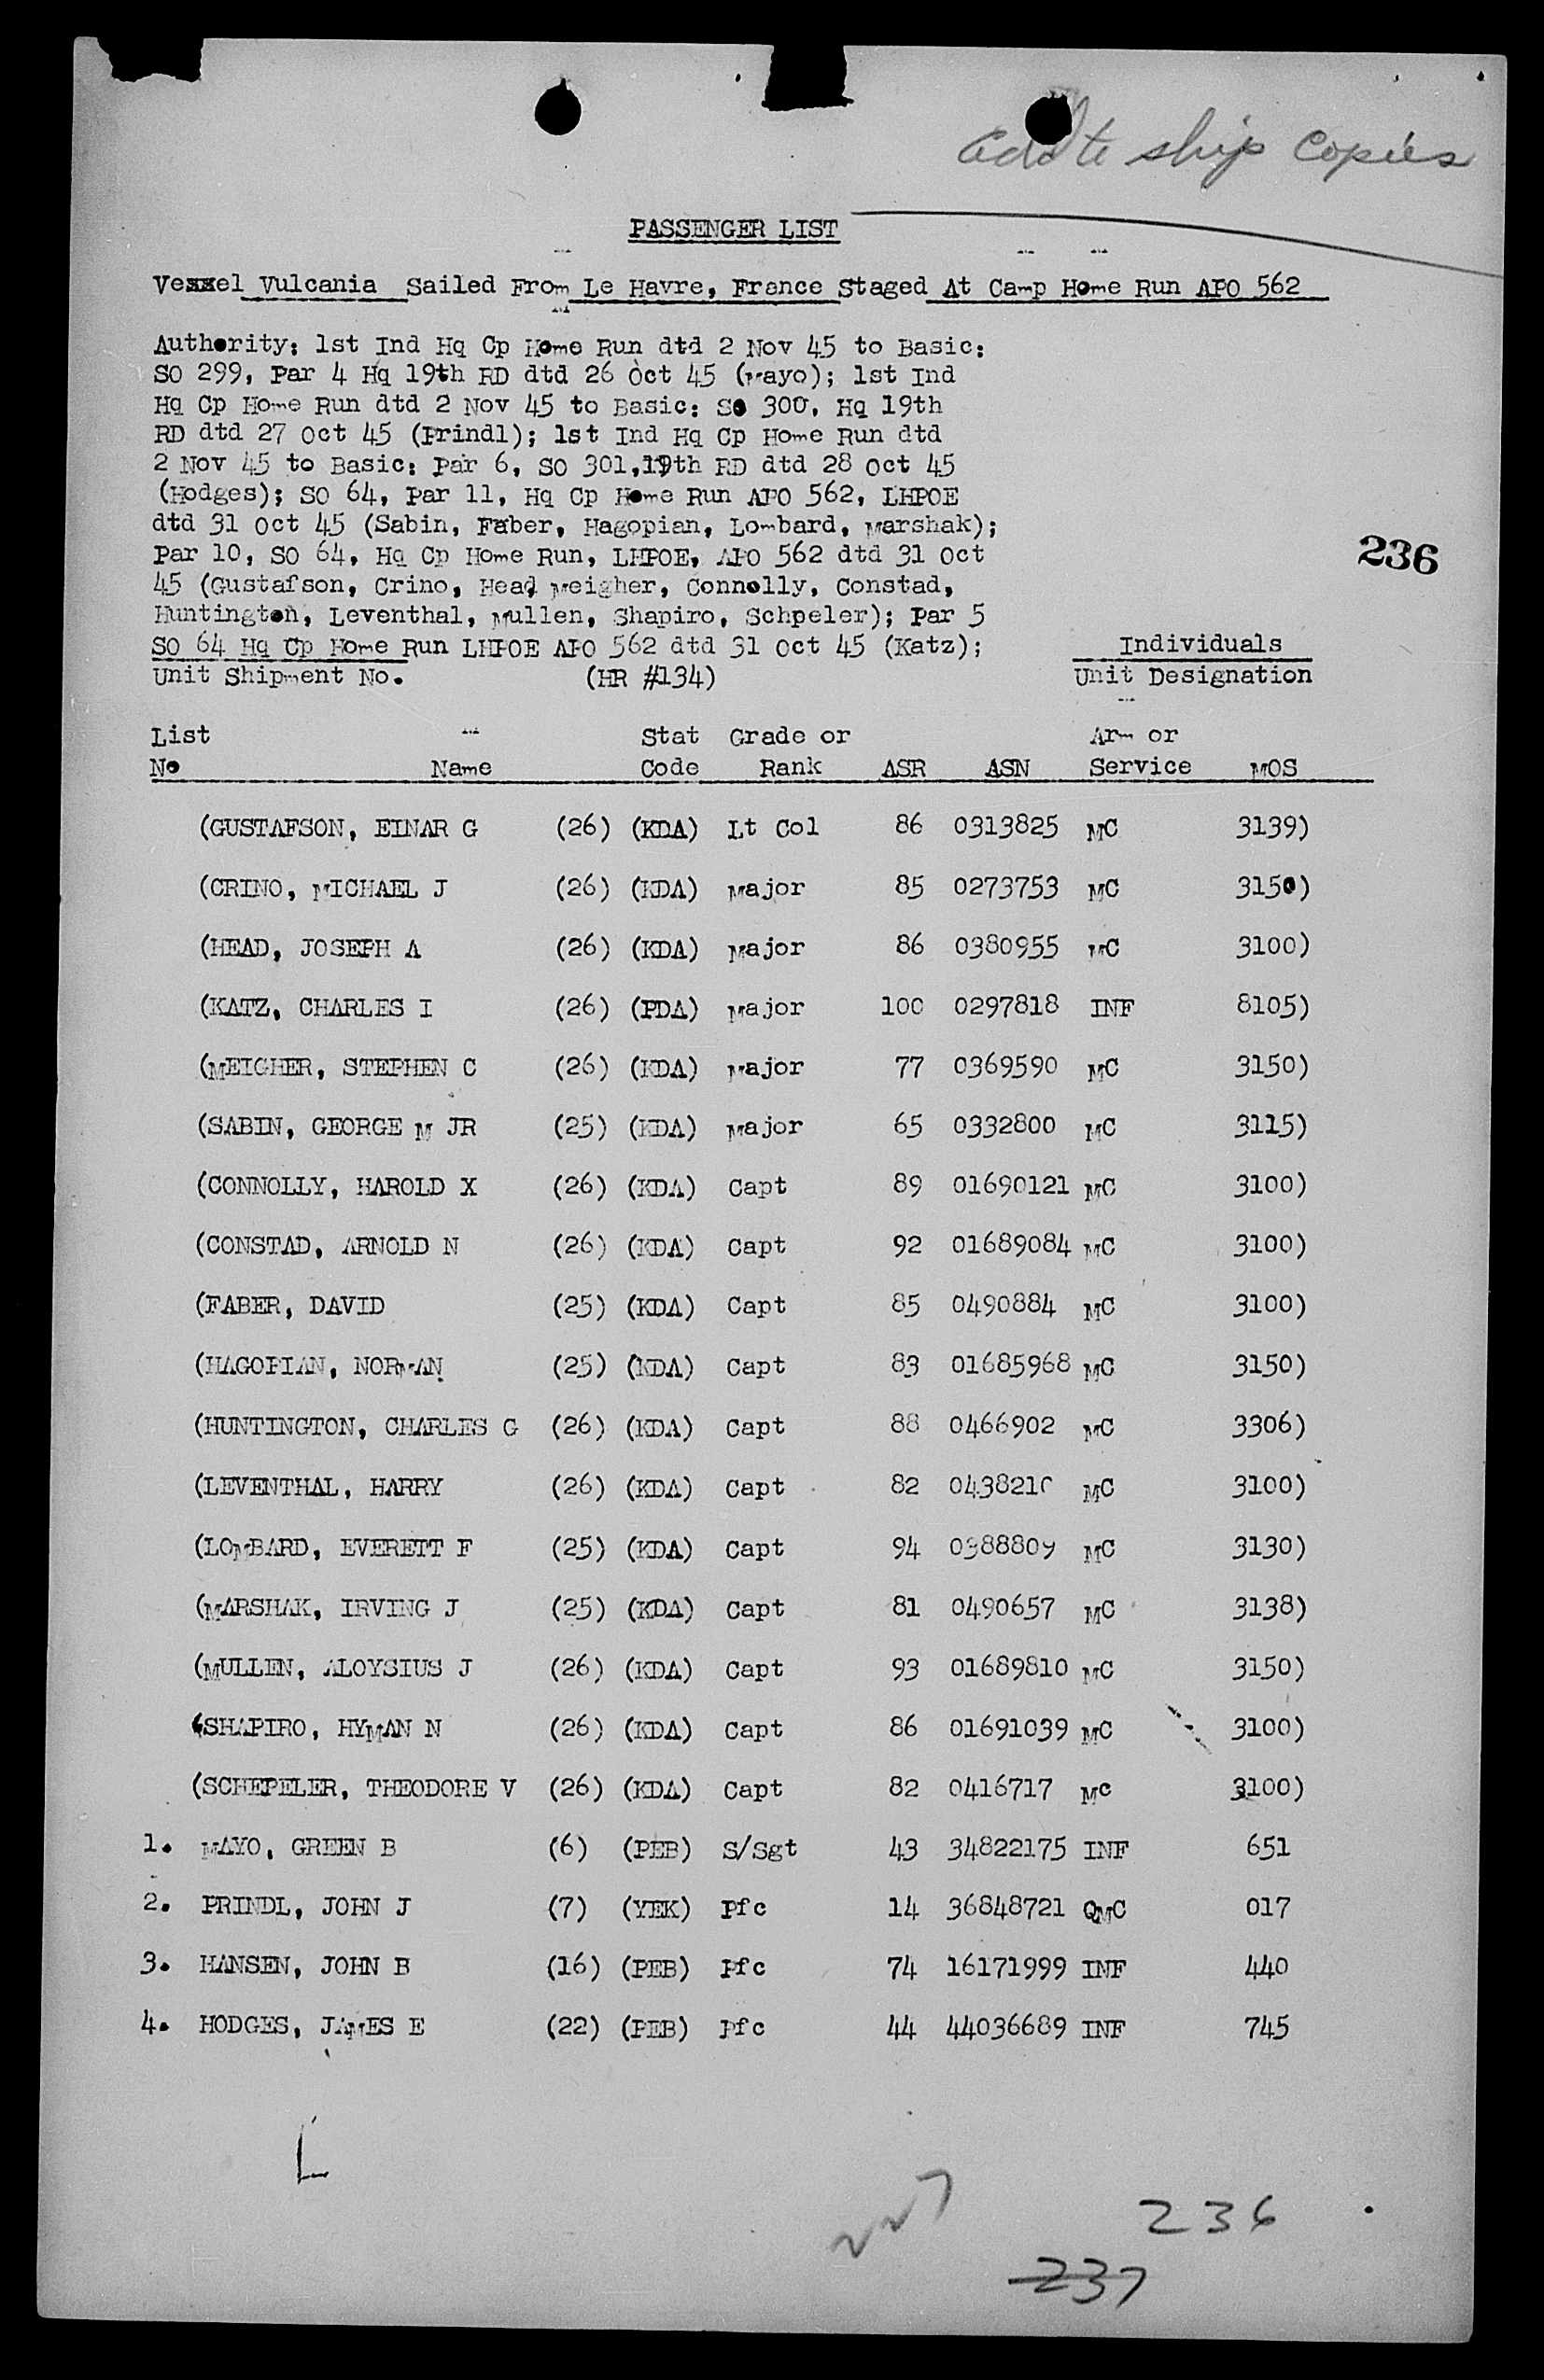 Add to ship copies
PASSENGER LIST
Vexxel Vulcania Sailed From Le Havre, France Staged At Camp Home Run APO 562
Authority: 1st Ind Hq Cp Home Run dtd 2 Nov 45 to Basic:
SO 299, Par 4 Hq 19th RD dtd 26 Oct 45 (Mayo); 1st Ind
Hq Cp Home Run dtd 2 Nov 45 to Basic: SO 300, Hq 19th
RD dtd 27 Oct 45 (Prindl); 1st Ind Hq Cp Home Run dtd
2 Nov 45 to Basic: Par 6, SO 301,19th RD dtd 28 Oct 45
(Hodges); SO 64, Par 11, Hq Cp Home Run APO 562, LHPOE
dtd 31 Oct 45 (Sabin, Faber, Hagopian, Lombard, Marshak);
Par 10, SO 64, Hq Cp Home Run, LHPOE, APO 562 dtd 31 Oct
45 (Gustafson, Crino, Head, Meigher, Connolly, Constad,
236
Huntington, Leventhal, Mullen, Shapiro, Schpeler); Par 5
SO 64 Hq Cp Home Run LHPOE APO 562 dtd 31 Oct 45 (Katz); Individuals
Unit Shipment No. (HR #134) Unit Designation
List Stat Grade or Arm or
No Name Code Rank ASR ASN Service MOS
(GUSTAFSON, EINAR G (26) (KDA) Lt Col 86 0313825 MC 3139)
(CRINO, MICHAEL J (26) (KDA) Major 85 0273753 MC 3150)
(HEAD, JOSEPH A (26) (KDA) Major 86 0380955 MC 3100)
(KATZ, CHARLES I (26) (PDA) Major 100 0297818 INF 8105)
(MEIGHER, STEPHEN C (26) (KDA) Major 77 0369590 MC 3150)
(SABIN, GEORGE M JR (25) (KDA) Major 65 0332800 MC 3115)
(CONNOLLY, HAROLD X (26) (KDA) Capt 89 01690121 MC 3100)
(CONSTAD, ARNOLD N (26) (KDA) Capt 92 01689084 MC 3100)
(FABER, DAVID (25) (KDA) Capt 85 0490884 MC 3100)
(HAGOPIAN, NORMAN (25) (KDA) Capt 83 01685968 MC 3150)
(HUNTINGTON, CHARLES G (26) (KDA) Capt 88 0466902 MC 3306)
(LEVENTHAL, HARRY (26) (KDA) Capt 82 MC 3100)
(LOMBARD, EVERETT F (25) (KDA) Capt 94 0388809 MC 3130)
(MARSHAK, IRVING J (25) (KDA) Capt 81 0490657 MC 3138)
(MULLEN, ALOYSIUS J (26) (KDA) Capt 93 01689810 MC 3150)
(SHAPIRO, HYMAN N (26) (KDA) Capt 86 01691039 MC 3100)
(SCHEPELER, THEODORE V (26) (KDA) Capt 82 0416717 Mc 3100)
1. MAYO, GREEN B (6) (PEB) S/Sgt 43 34822175 INF 651
2. PRINDL, JOHN J (7) (YEK) Pfc 14 36848721 QMC 017
3. HANSEN, JOHN B (16) (PEB) Pfc 74 16171999 INF 440
4. HODGES, JAMES E (22) (PEB) Pfc 44 44036689 INF 745
L
227
236
237